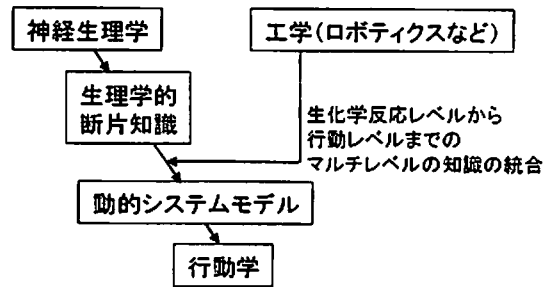 神経生理学
工学(ロボティクスなど)
生理学的
断片知識
生化学反応レベルから
行動レベルまでの
マルチレベルの知識の統合
動的システムモデル
行動学